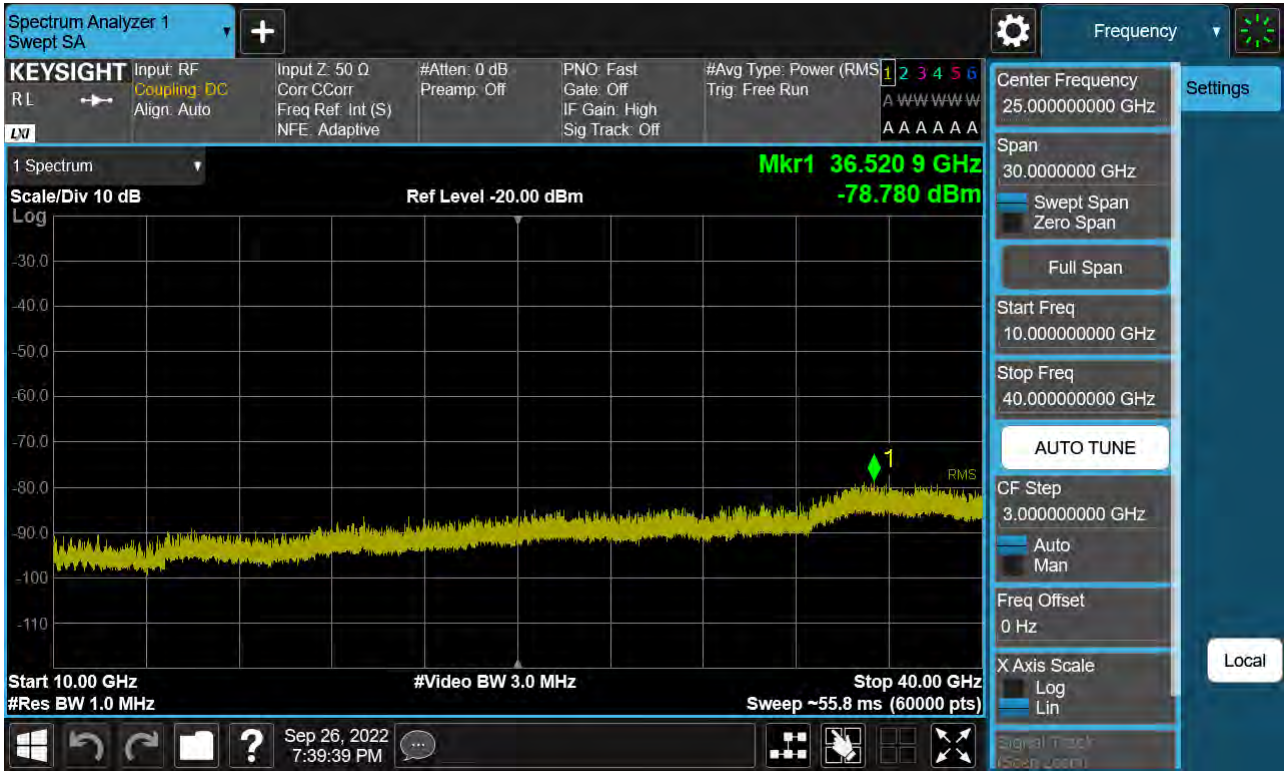 Spectrum Analyzer 1
Swept SA
Frequency
KEYSIGHT
RL
LXI
Input: RF
Coupling: DC
Align: Auto
Input Z: 50 Ω
Corr CCorr
Freq Ref: Int (S)
NFE: Adaptive
#Atten: 0 dB
Preamp: Off
PNO: Fast
Gate: Off
IF Gain: High
Sig Track: Off
#Avg Type: Power (RMS
Trig: Free Run
1 2 3 4 5 6
A W W W W W
A A A A A A
1 Spectrum
Mkr1 36.520 9 GHz
Scale/Div 10 dB
Ref Level -20.00 dBm
-78.780 dBm
Log
-30.0
-40.0
-50.0
-60.0
-70.0
-80.0
-90.0
-100
-110
1
RMS
Start 10.00 GHz
#Video BW 3.0 MHz
Stop 40.00 GHz
#Res BW 1.0 MHz
Sweep ~55.8 ms (60000 pts)
Sep 26, 2022
7:39:39 PM
Center Frequency
25.000000000 GHz
Span
30.0000000 GHz
Swept Span
Zero Span
Full Span
Start Freq
10.000000000 GHz
Stop Freq
40.000000000 GHz
AUTO TUNE
CF Step
3.000000000 GHz
Auto
Man
Freq Offset
0 Hz
X Axis Scale
Log
Lin
Signal Track
(Span Zoom)
Settings
Local